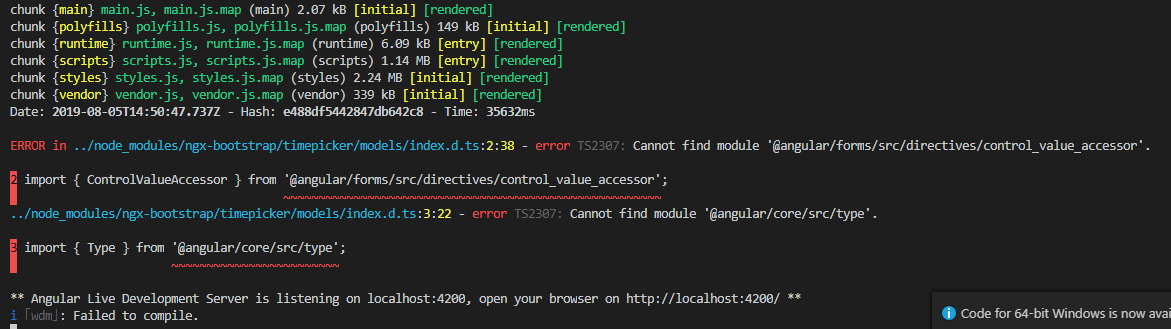 chunk {main} main.js, main.js.map (main) 2.07 kB [initial] [rendered]
chunk {polyfills} polyfills.js, polyfills.js.map (polyfills) 149 kB [initial] [rendered]
chunk {runtime} runtime.js, runtime.js.map (runtime) 6.09 kB [entry] [rendered]
chunk {scripts} scripts.js, scripts.js.map (scripts) 1.14 MB [entry] [rendered]
chunk {styles} styles.js, styles.js.map (styles) 2.24 MB [initial] [rendered]
chunk {vendor} vendor.js, vendor.js.map (vendor) 339 kB [initial] [rendered]
Date: 2019-08-05T14:50:47.737Z - Hash: e488df5442847db642c8 - Time: 35632ms
ERROR in ../node_modules/ngx-bootstrap/timepicker/models/index.d.ts:2:38 - error TS2307: Cannot find module '@angular/forms/src/directives/control_value_accessor'.
2 import { ControlValueAccessor } from '@angular/forms/src/directives/control_value_accessor';
../node_modules/ngx-bootstrap/timepicker/models/index.d.ts:3:22 - error TS2307: Cannot find module '@angular/core/src/type'.
3 import { Type } from '@angular/core/src/type';
** Angular Live Development Server is listening on localhost:4200, open your browser on http://localhost:4200/ **
i ｢wdm｣: Failed to compile.
Code for 64-bit Windows is now avai